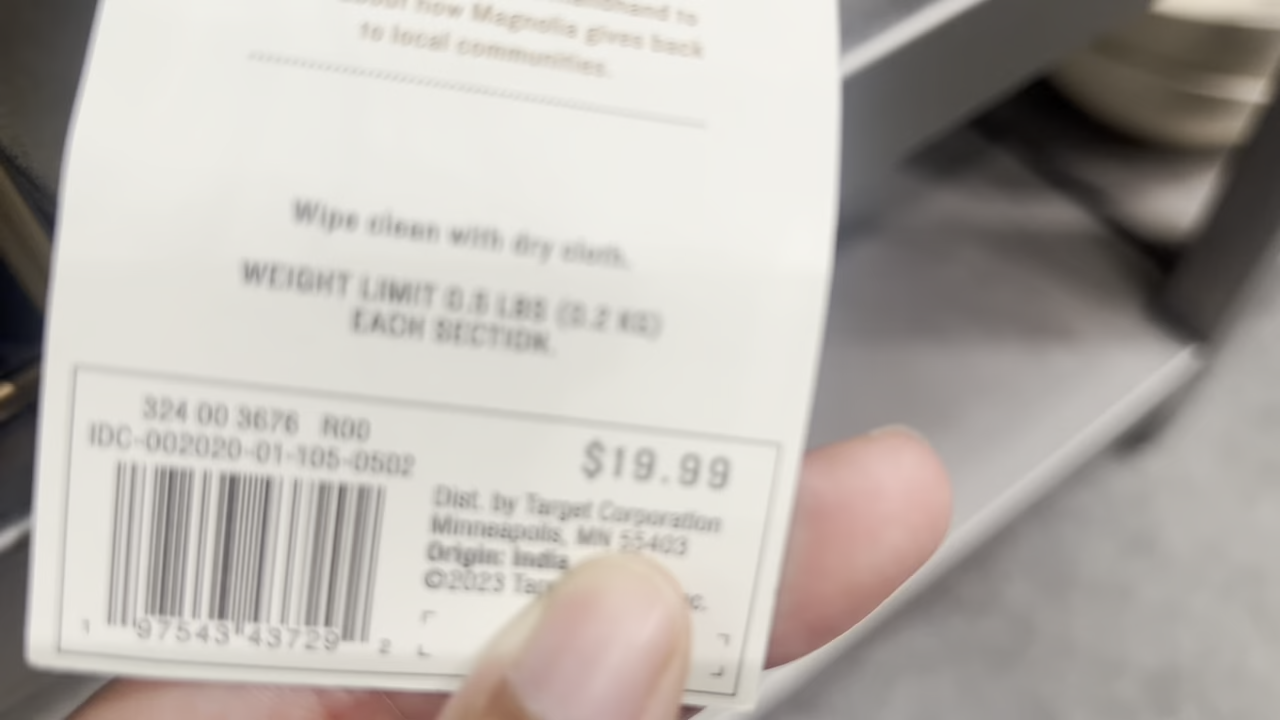 about how Magnolia gives back
to local communities.
Wipe clean with dry cloth.
WEIGHT LIMIT 0.5 LBS (0.2 KG)
EACH SECTION.
324 00 3676 R00
IDC-002020-01-105-0502
$19.99
Dist. by Target Corporation
Minneapolis, MN 55403
Origin: India
©2023
1 97543 43729 2